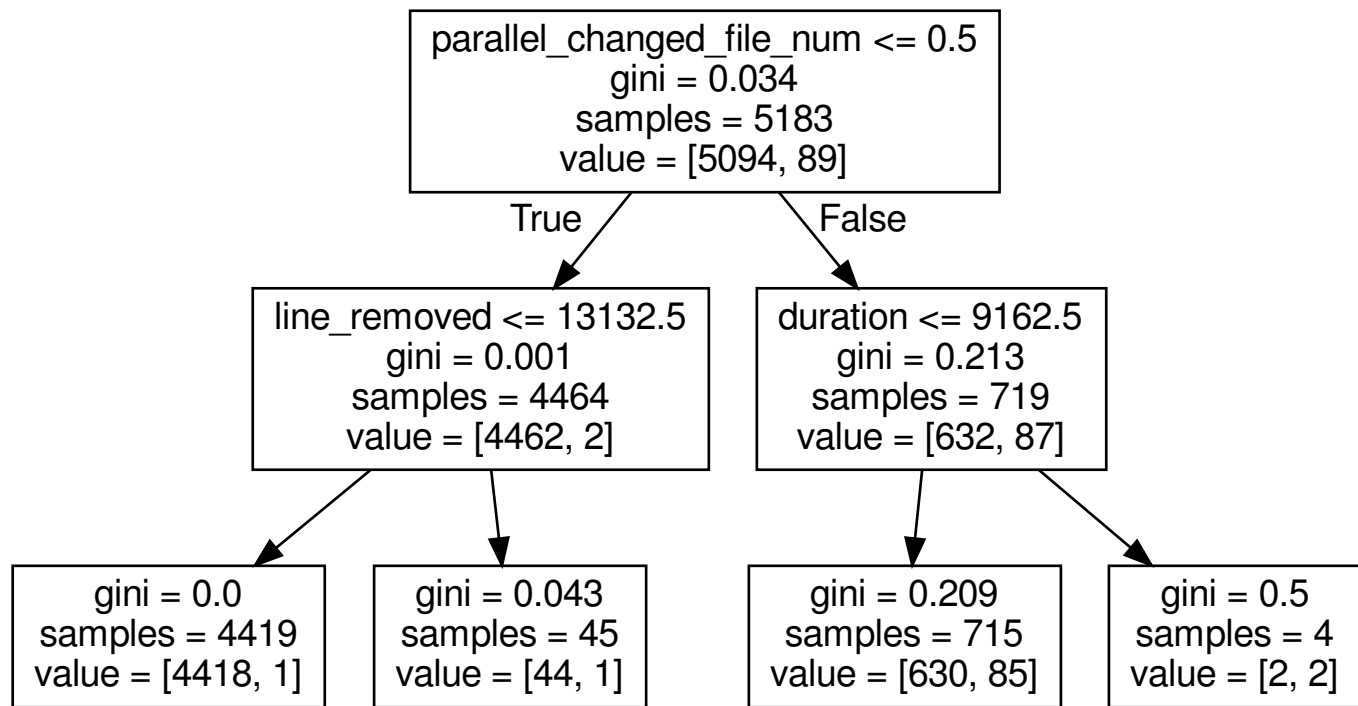 parallel_changed_file_num <= 0.5
gini = 0.034
samples = 5183
value = [5094, 89]
True
False
line_removed <= 13132.5
gini = 0.001
samples = 4464
value = [4462, 2]
duration <= 9162.5
gini = 0.213
samples = 719
value = [632, 87]
gini = 0.0
samples = 4419
value = [4418, 1]
gini = 0.043
samples = 45
value = [44, 1]
gini = 0.209
samples = 715
value = [630, 85]
gini = 0.5
samples = 4
value = [2, 2]